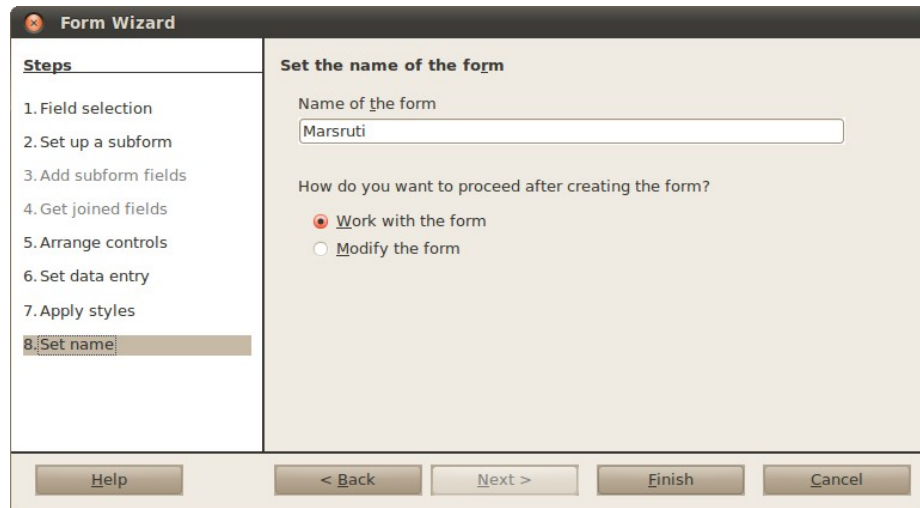 Form Wizard
Steps
1. Field selection
2. Set up a subform
3. Add subform fields
4. Get joined fields
5. Arrange controls
6. Set data entry
7. Apply styles
8. Set name
Set the name of the form
Name of the form
Marsruti
How do you want to proceed after creating the form?
Work with the form
Modify the form
Help
< Back
Next >
Finish
Cancel